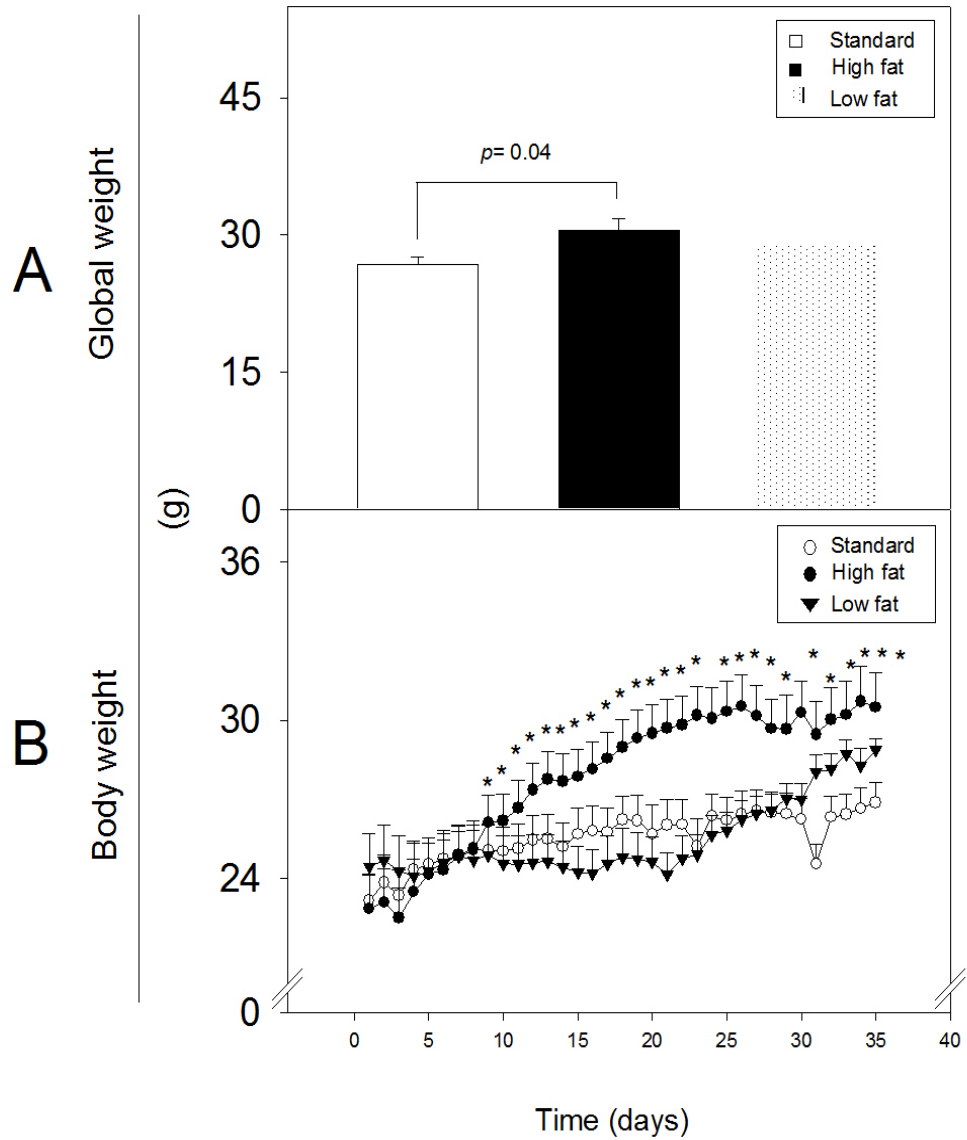 A
Global weight
(g)
45
30
15
0
p= 0.04
Standard
High fat
Low fat
B
Body weight
36
30
24
0
Standard
High fat
Low fat
* * * * * * * * * * * * * * * * * * * * * * * * * *
0 5 10 15 20 25 30 35 40
Time (days)